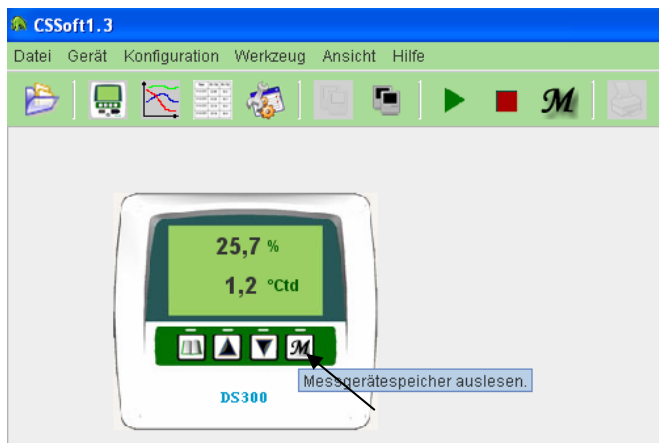 CSSoft1.3
Datei Gerät Konfiguration Werkzeug Ansicht Hilfe
M
25,7 %
1,2 °Ctd
M
Messgerätespeicher auslesen.
DS300